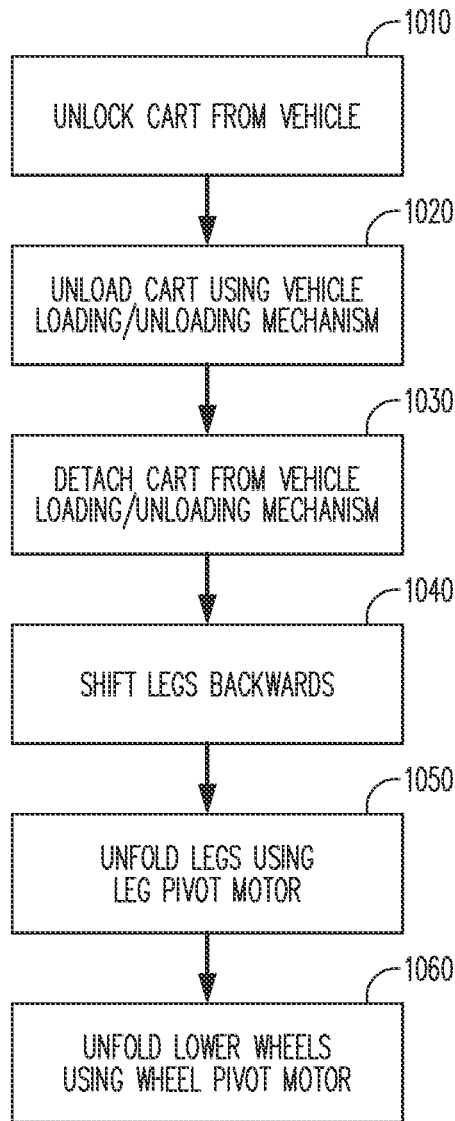 1010
UNLOCK CART FROM VEHICLE
1020
UNLOAD CART USING VEHICLE
LOADING/UNLOADING MECHANISM
1030
DETACH CART FROM VEHICLE
LOADING/UNLOADING MECHANISM
1040
SHIFT LEGS BACKWARDS
1050
UNFOLD LEGS USING
LEG PIVOT MOTOR
1060
UNFOLD LOWER WHEELS
USING WHEEL PIVOT MOTOR